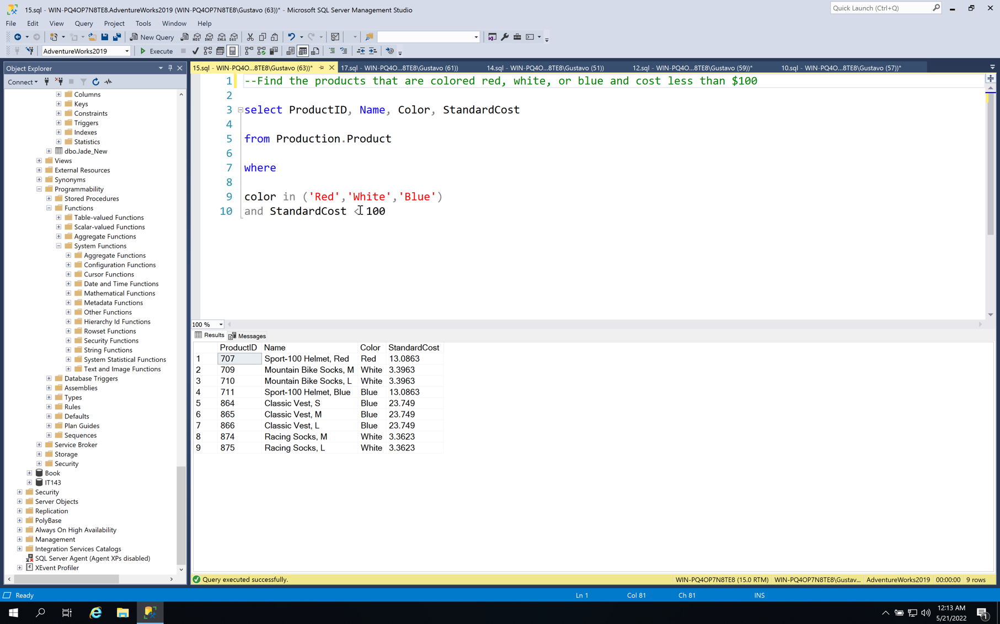 15.sql - WIN-PQ4OP7N8TE8.AdventureWorks2019 (WIN-PQ4OP7N8TE8\Gustavo (63))* - Microsoft SQL Server Management Studio
Quick Launch (Ctrl+Q)
File Edit View Query Project Tools Window Help
New Query
MDX DMX XMLA DAX
AdventureWorks2019
Execute
Object Explorer
15.sql - WIN-PQ4O...8TE8\Gustavo (63))*
17.sql - WIN-PQ4O...8TE8\Gustavo (61))
14.sql - WIN-PQ4O...8TE8\Gustavo (51))
12.sql - WIN-PQ4O...8TE8\Gustavo (59))*
10.sql - WIN-PQ4O...8TE8\Gustavo (57))*
Connect
Columns
Keys
Constraints
Triggers
Indexes
Statistics
dbo.Jade_New
Views
External Resources
Synonyms
Programmability
Stored Procedures
Functions
Table-valued Functions
Scalar-valued Functions
Aggregate Functions
System Functions
Aggregate Functions
Configuration Functions
Cursor Functions
Date and Time Functions
Mathematical Functions
Metadata Functions
Other Functions
Hierarchy Id Functions
Rowset Functions
Security Functions
String Functions
System Statistical Functions
Text and Image Functions
Database Triggers
Assemblies
Types
Rules
Defaults
Plan Guides
Sequences
Service Broker
Storage
Security
Book
IT143
Security
Server Objects
Replication
PolyBase
Always On High Availability
Management
Integration Services Catalogs
SQL Server Agent (Agent XPs disabled)
XEvent Profiler
1 --Find the products that are colored red, white, or blue and cost less than $100
2
3 select ProductID, Name, Color, StandardCost
4
5 from Production.Product
6
7 where
8
9 color in ('Red','White','Blue')
10 and StandardCost < 100
100 %
Results Messages
ProductID Name Color StandardCost
1 707 Sport-100 Helmet, Red Red 13.0863
2 709 Mountain Bike Socks, M White 3.3963
3 710 Mountain Bike Socks, L White 3.3963
4 711 Sport-100 Helmet, Blue Blue 13.0863
5 864 Classic Vest, S Blue 23.749
6 865 Classic Vest, M Blue 23.749
7 866 Classic Vest, L Blue 23.749
8 874 Racing Socks, M White 3.3623
9 875 Racing Socks, L White 3.3623
Query executed successfully.
WIN-PQ4OP7N8TE8 (15.0 RTM) WIN-PQ4OP7N8TE8\Gustav... AdventureWorks2019 00:00:00 9 rows
Ready Ln 1 Col 81 Ch 81 INS
12:13 AM
5/21/2022
1